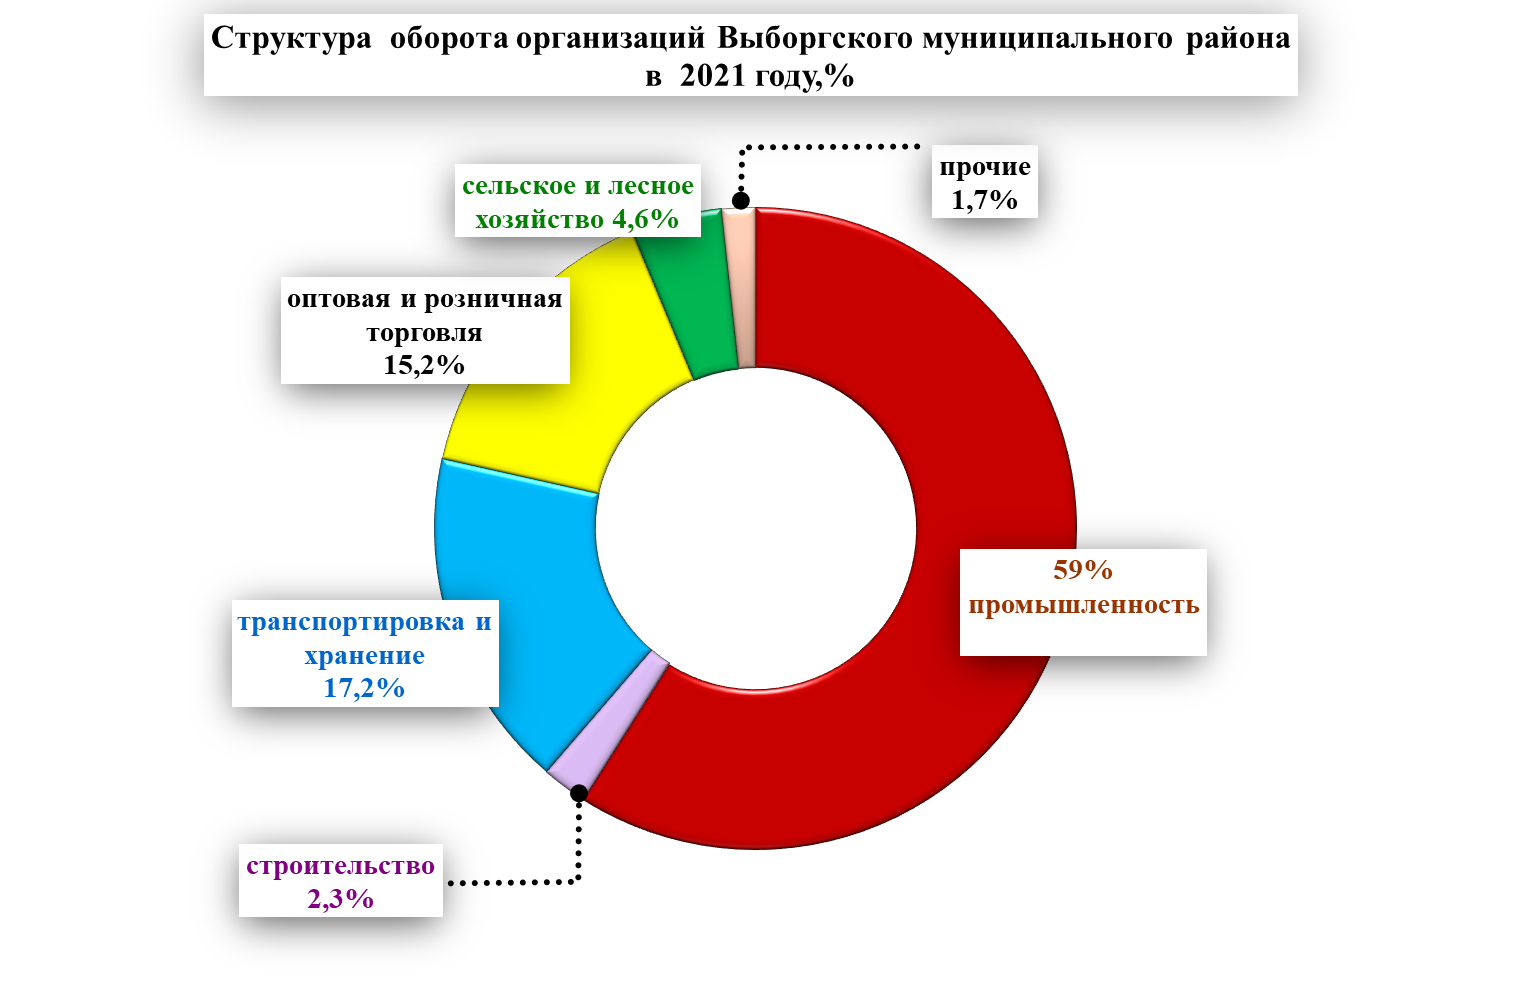 Структура оборота организаций Выборгского муниципального района
в 2021 году,%
прочие
1,7%
сельское и лесное
хозяйство 4,6%
оптовая и розничная
торговля
15,2%
59%
промышленность
транспортировка и
хранение
17,2%
строительство
2,3%